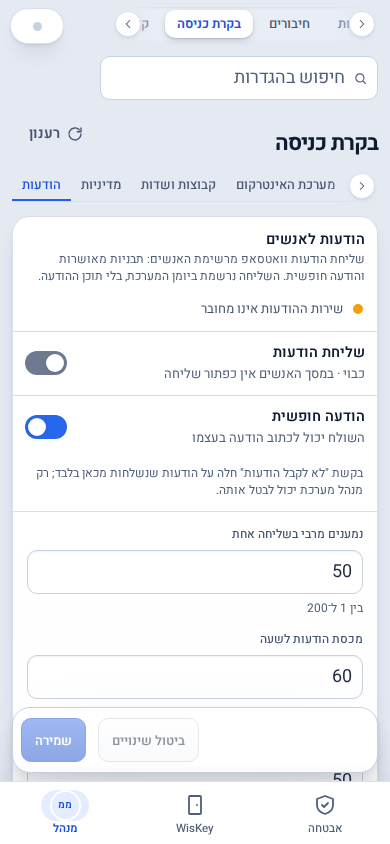 חיבורים
בקרת כניסה
חיפוש בהגדרות
בקרת כניסה
רענון
מערכת האינטרקום
קבוצות ושדות
מדיניות
הודעות
הודעות לאנשים
שליחת הודעות וואטסאפ מרשימת האנשים: תבניות מאושרות
והודעה חופשית. השליחה נרשמת ביומן המערכת, בלי תוכן ההודעה.
שירות ההודעות אינו מחובר
שליחת הודעות
כבוי · במסך האנשים אין כפתור שליחה
הודעה חופשית
השולח יכול לכתוב הודעה בעצמו
בקשת "לא לקבל הודעות" חלה על הודעות שנשלחות מכאן בלבד; רק
מנהל מערכת יכול לבטל אותה.
נמענים מרבי בשליחה אחת
50
בין 1 ל־200
מכסת הודעות לשעה
60
ביטול שינויים
שמירה
50
אבטחה
WisKey
ממ
מנהל